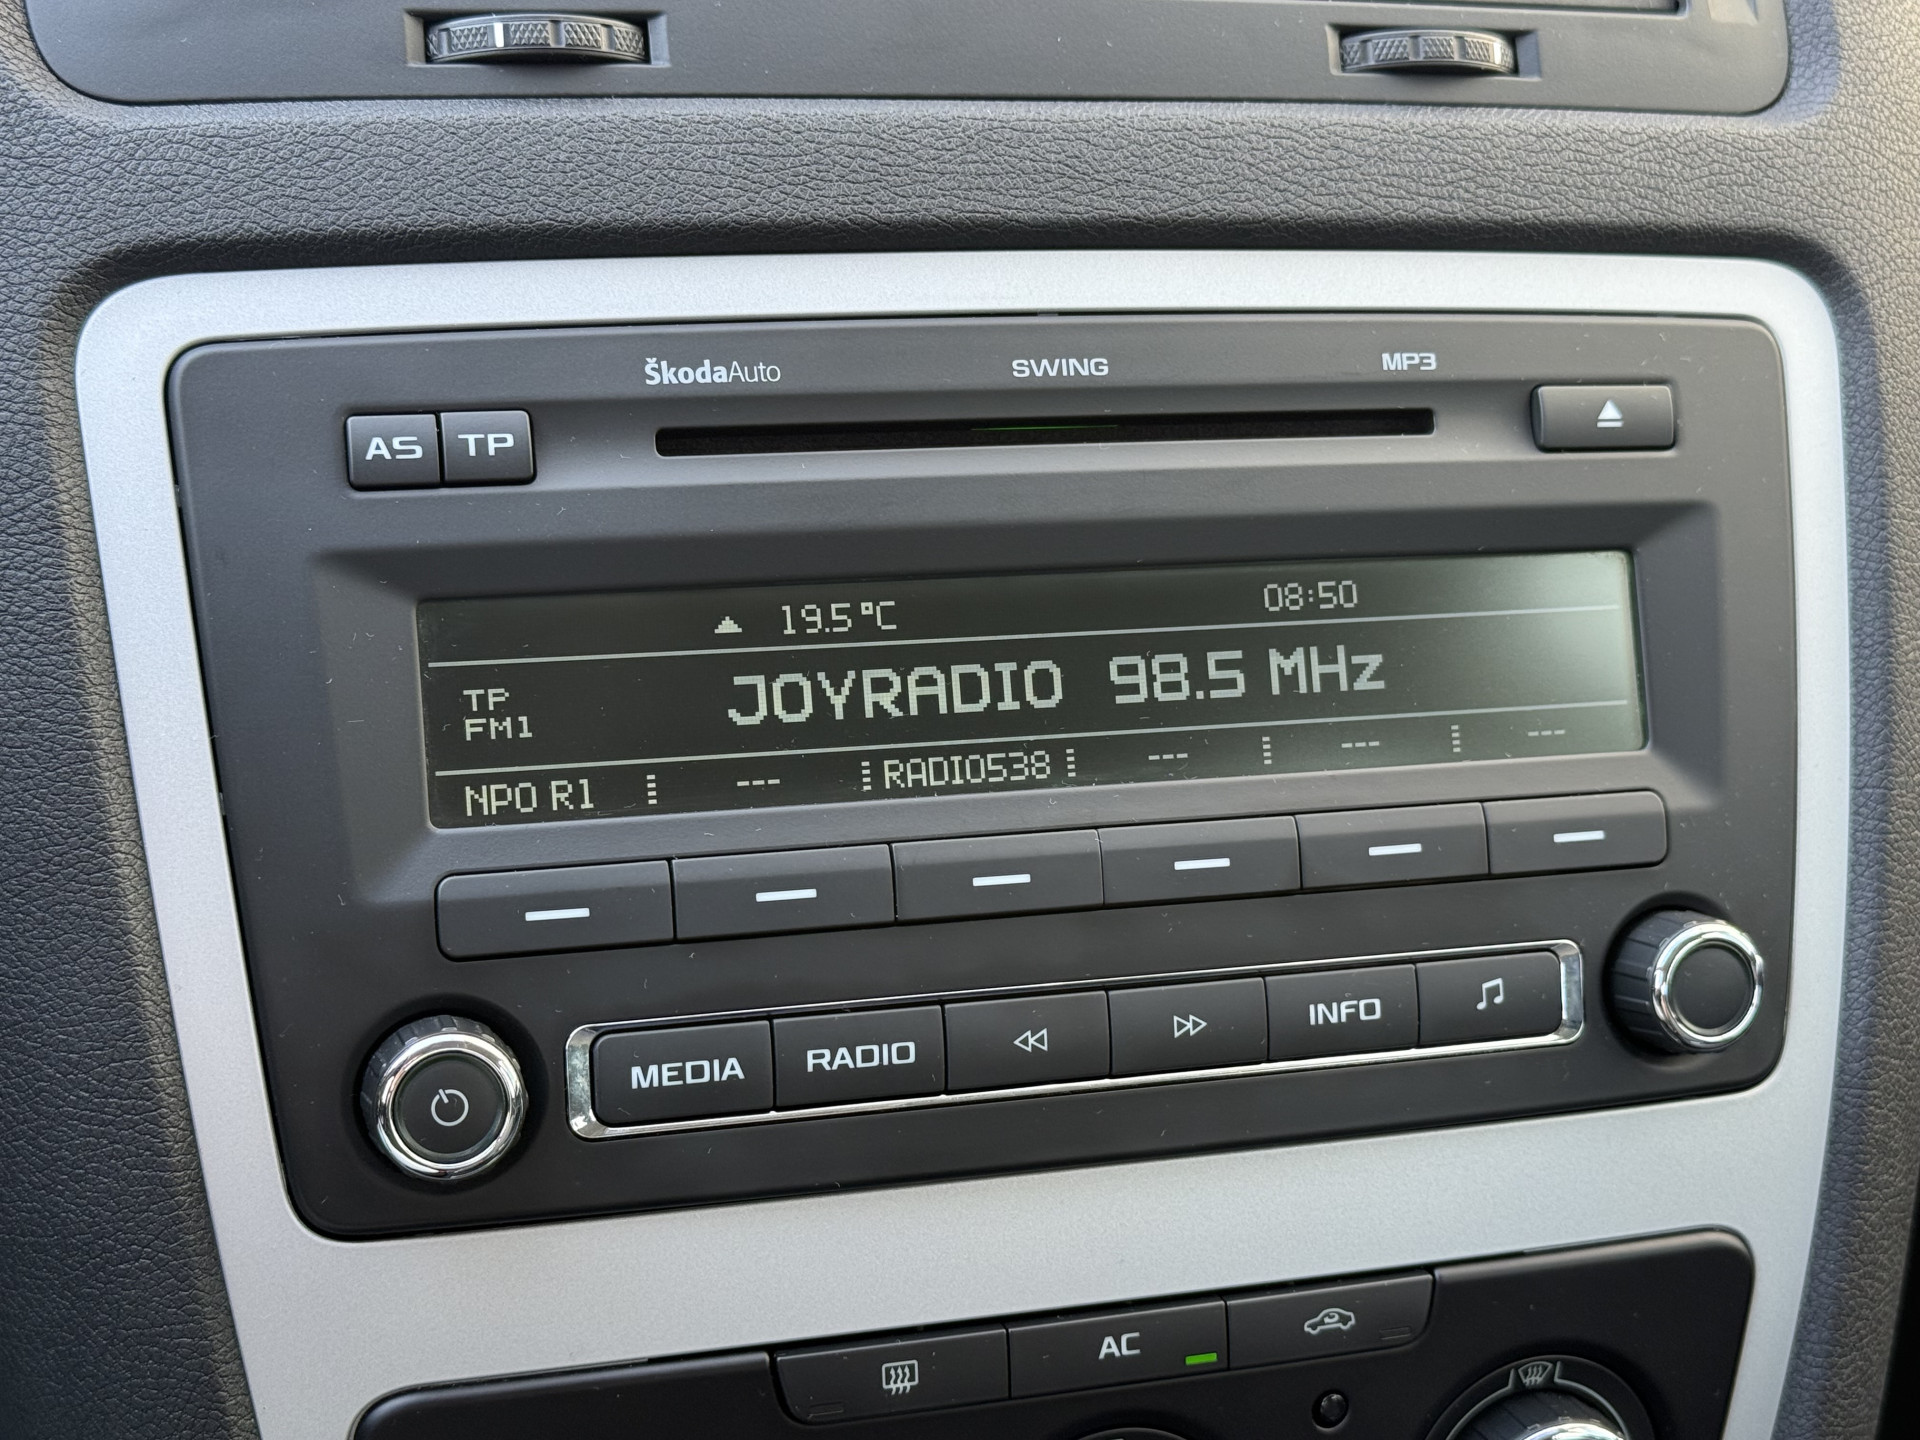 ŠkodaAuto SWING MP3
AS TP
19.5°C 08:50
TP
FM1
JOYRADIO 98.5 MHz
NPO R1 --- RADIO538 --- --- ---
MEDIA RADIO INFO
AC